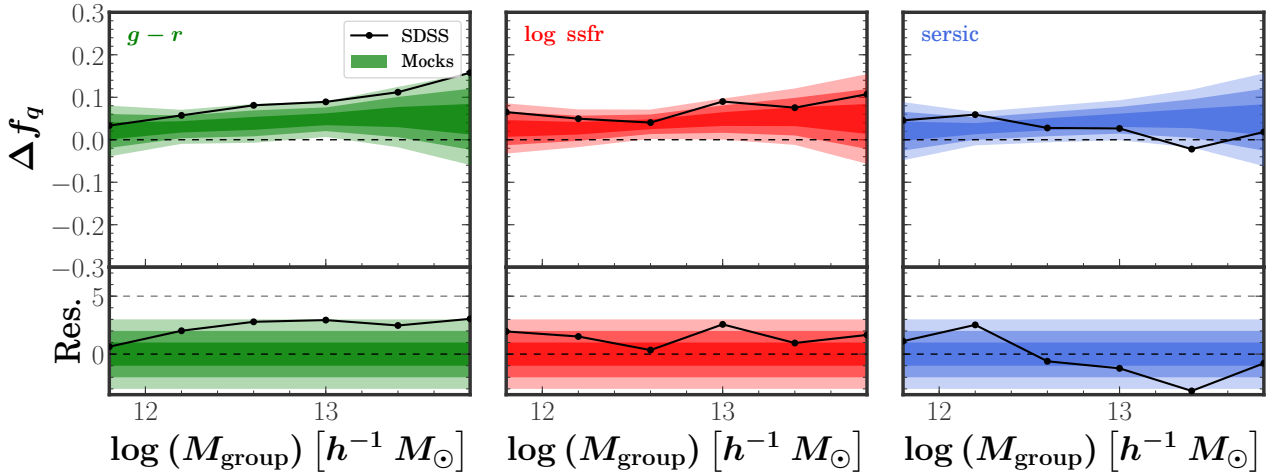 0.3
0.2
0.1
0.0
−0.1
−0.2
−0.3
Δf_q
g − r
SDSS
Mocks
log ssfr
sersic
5
0
Res.
12 13
12 13
12 13
log (M_group) [h⁻¹ M_⊙]
log (M_group) [h⁻¹ M_⊙]
log (M_group) [h⁻¹ M_⊙]